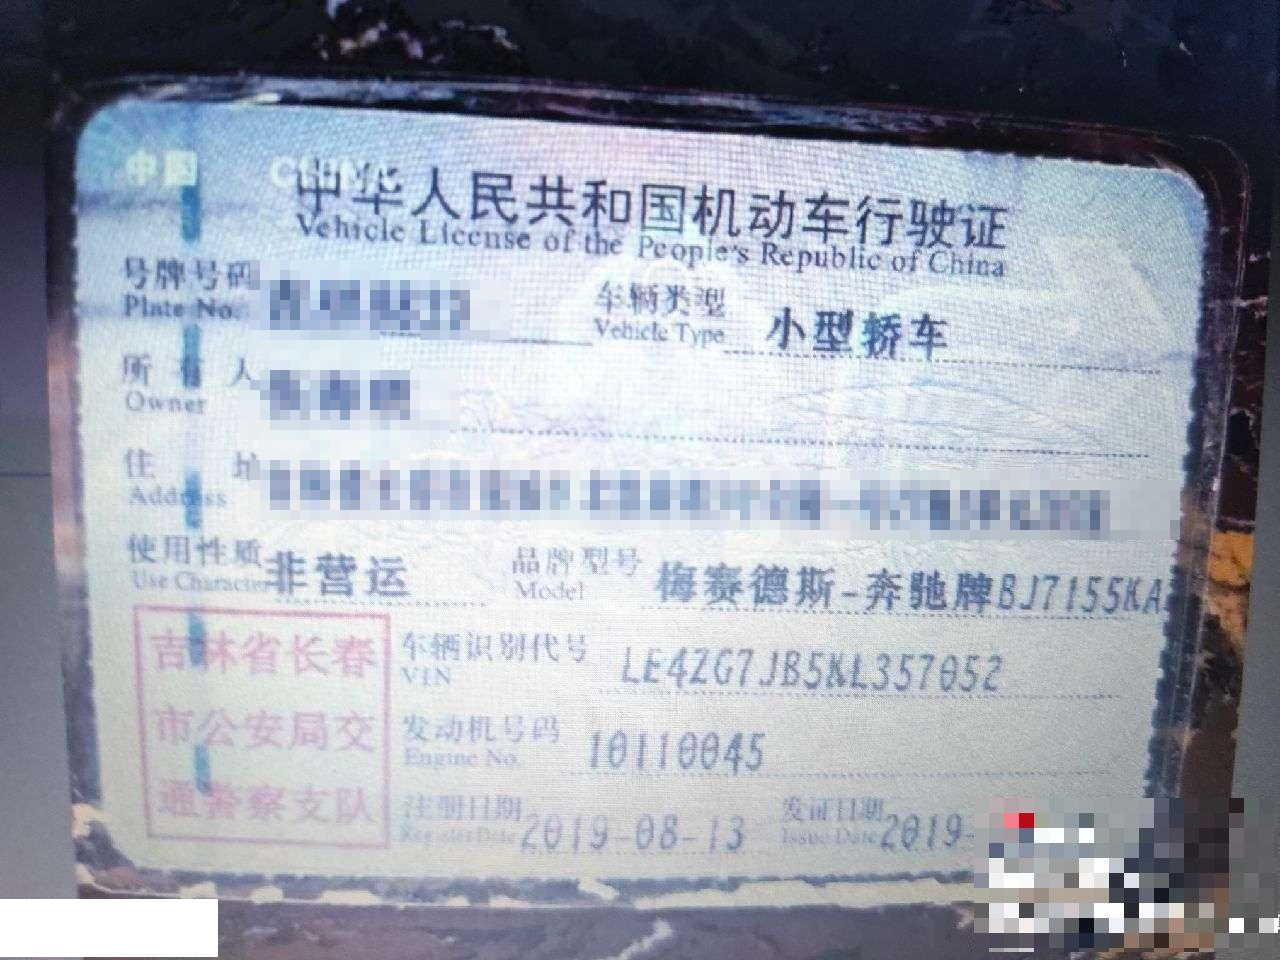 中国 CHINA
中华人民共和国机动车行驶证
Vehicle License of the People's Republic of China
号牌号码
Plate No.
车辆类型 小型轿车
Vehicle Type
所有人
Owner
住址
Address
使用性质 非营运
Use Character
品牌型号 梅赛德斯-奔驰牌BJ7155KA
Model
吉林省长春
市公安局交
通警察支队
车辆识别代号 LE4ZG7JB5KL357052
VIN
发动机号码 10110045
Engine No.
注册日期 2019-08-13
Register Date
发证日期 2019-
Issue Date